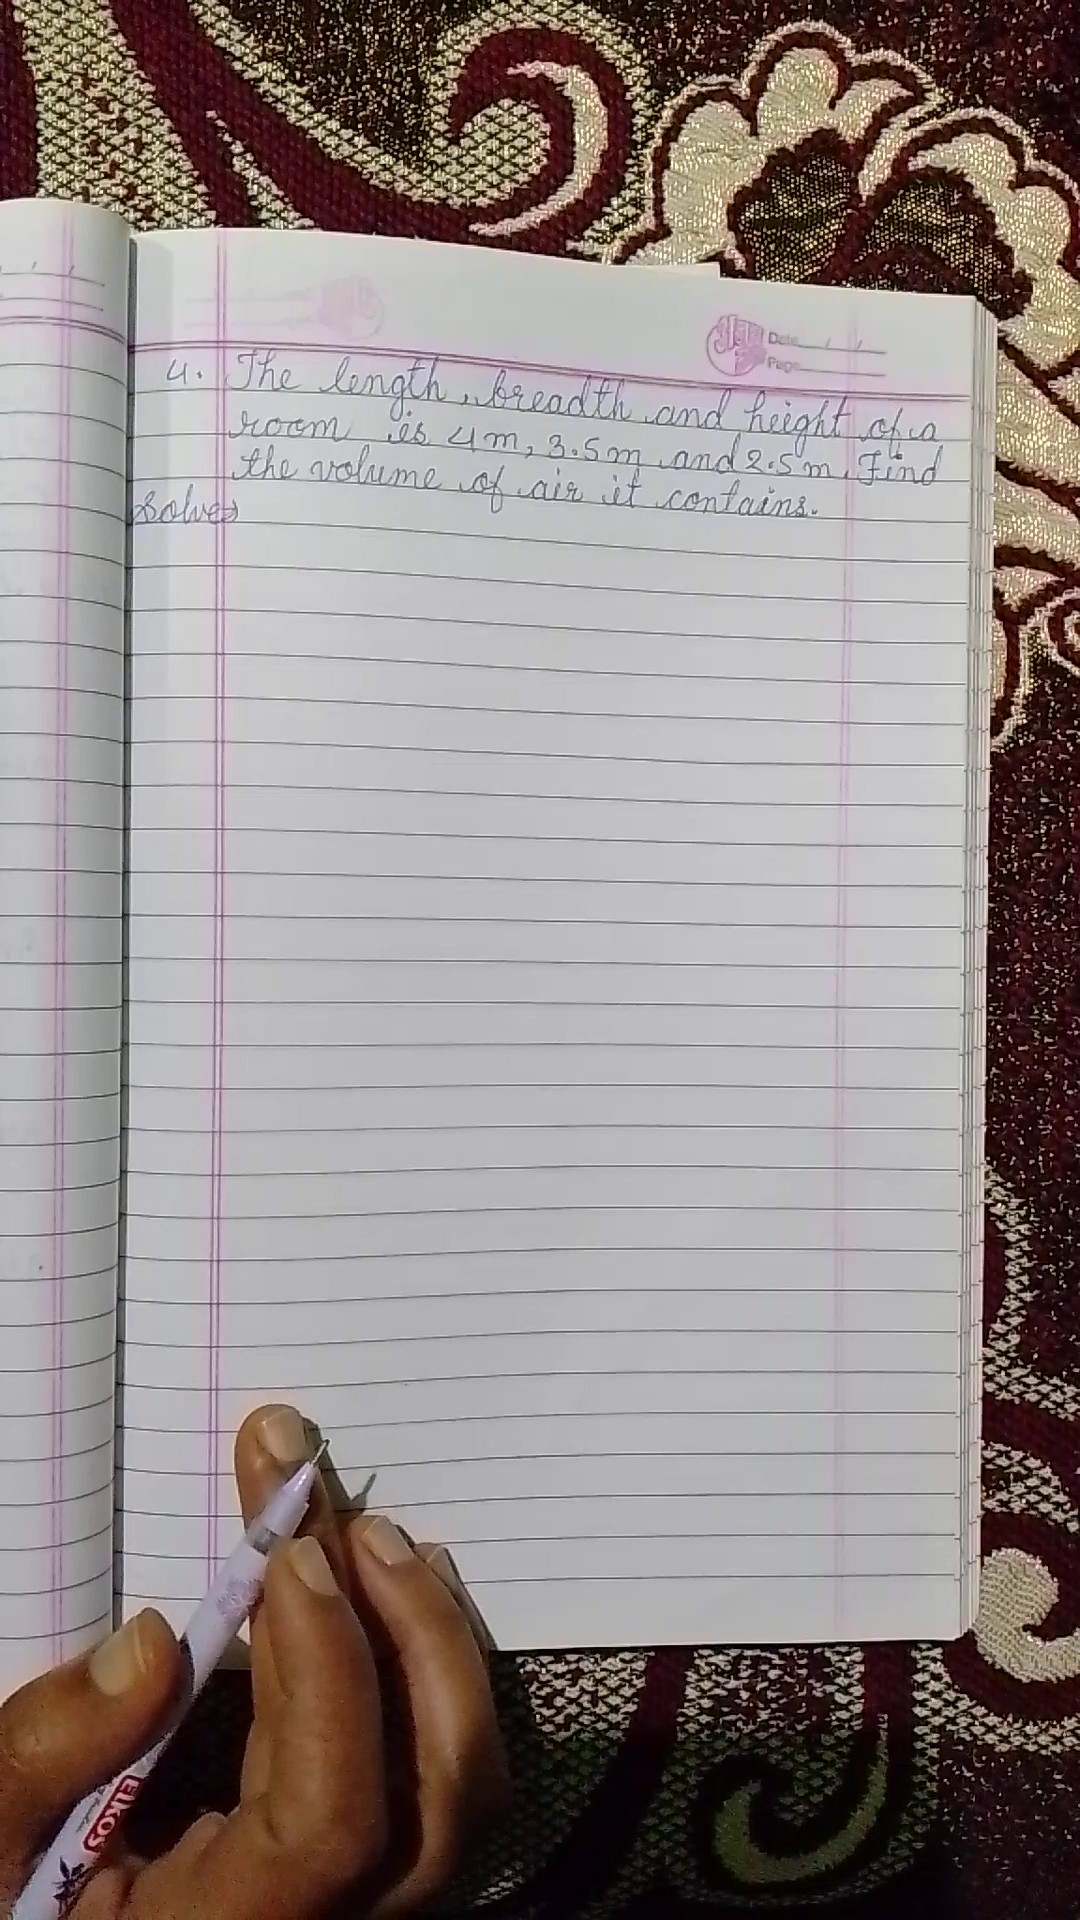 Date
Page
4. The length, breadth and height of a
room is 4m, 3.5m and 2.5m. Find
the volume of air it contains.
Solve
ELKOS